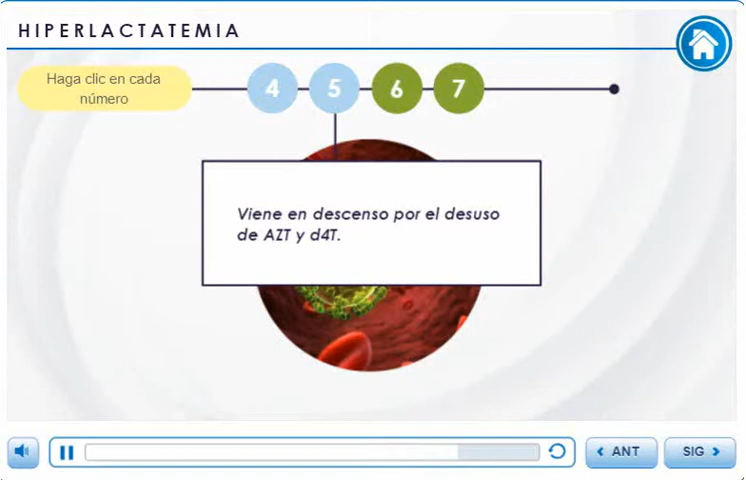 HIPERLACTATEMIA
Haga clic en cada
número
4 5 6 7
Viene en descenso por el desuso
de AZT y d4T.
ANT SIG